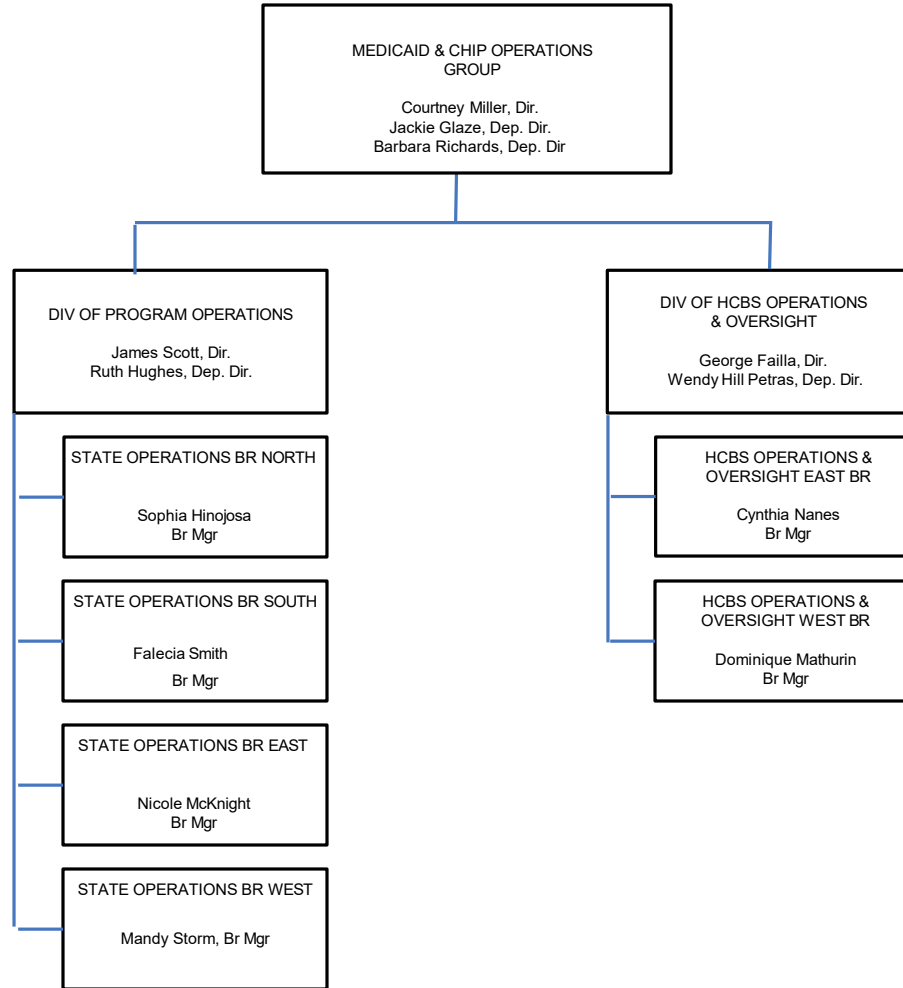 MEDICAID & CHIP OPERATIONS
GROUP
Courtney Miller, Dir.
Jackie Glaze, Dep. Dir.
Barbara Richards, Dep. Dir
DIV OF PROGRAM OPERATIONS
James Scott, Dir.
Ruth Hughes, Dep. Dir.
STATE OPERATIONS BR NORTH
Sophia Hinojosa
Br Mgr
STATE OPERATIONS BR SOUTH
Falecia Smith
Br Mgr
STATE OPERATIONS BR EAST
Nicole McKnight
Br Mgr
STATE OPERATIONS BR WEST
Mandy Storm, Br Mgr
DIV OF HCBS OPERATIONS
& OVERSIGHT
George Failla, Dir.
Wendy Hill Petras, Dep. Dir.
HCBS OPERATIONS &
OVERSIGHT EAST BR
Cynthia Nanes
Br Mgr
HCBS OPERATIONS &
OVERSIGHT WEST BR
Dominique Mathurin
Br Mgr